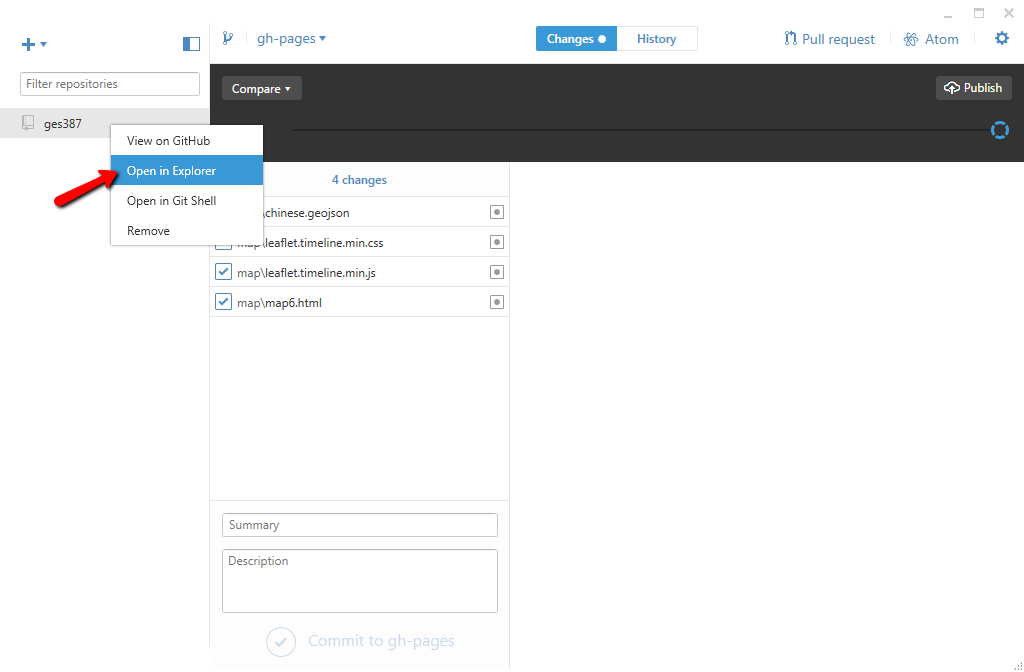 gh-pages
Changes
History
Pull request
Atom
Filter repositories
Compare
Publish
ges387
View on GitHub
Open in Explorer
Open in Git Shell
Remove
4 changes
\chinese.geojson
map\leaflet.timeline.min.css
map\leaflet.timeline.min.js
map\map6.html
Summary
Description
Commit to gh-pages